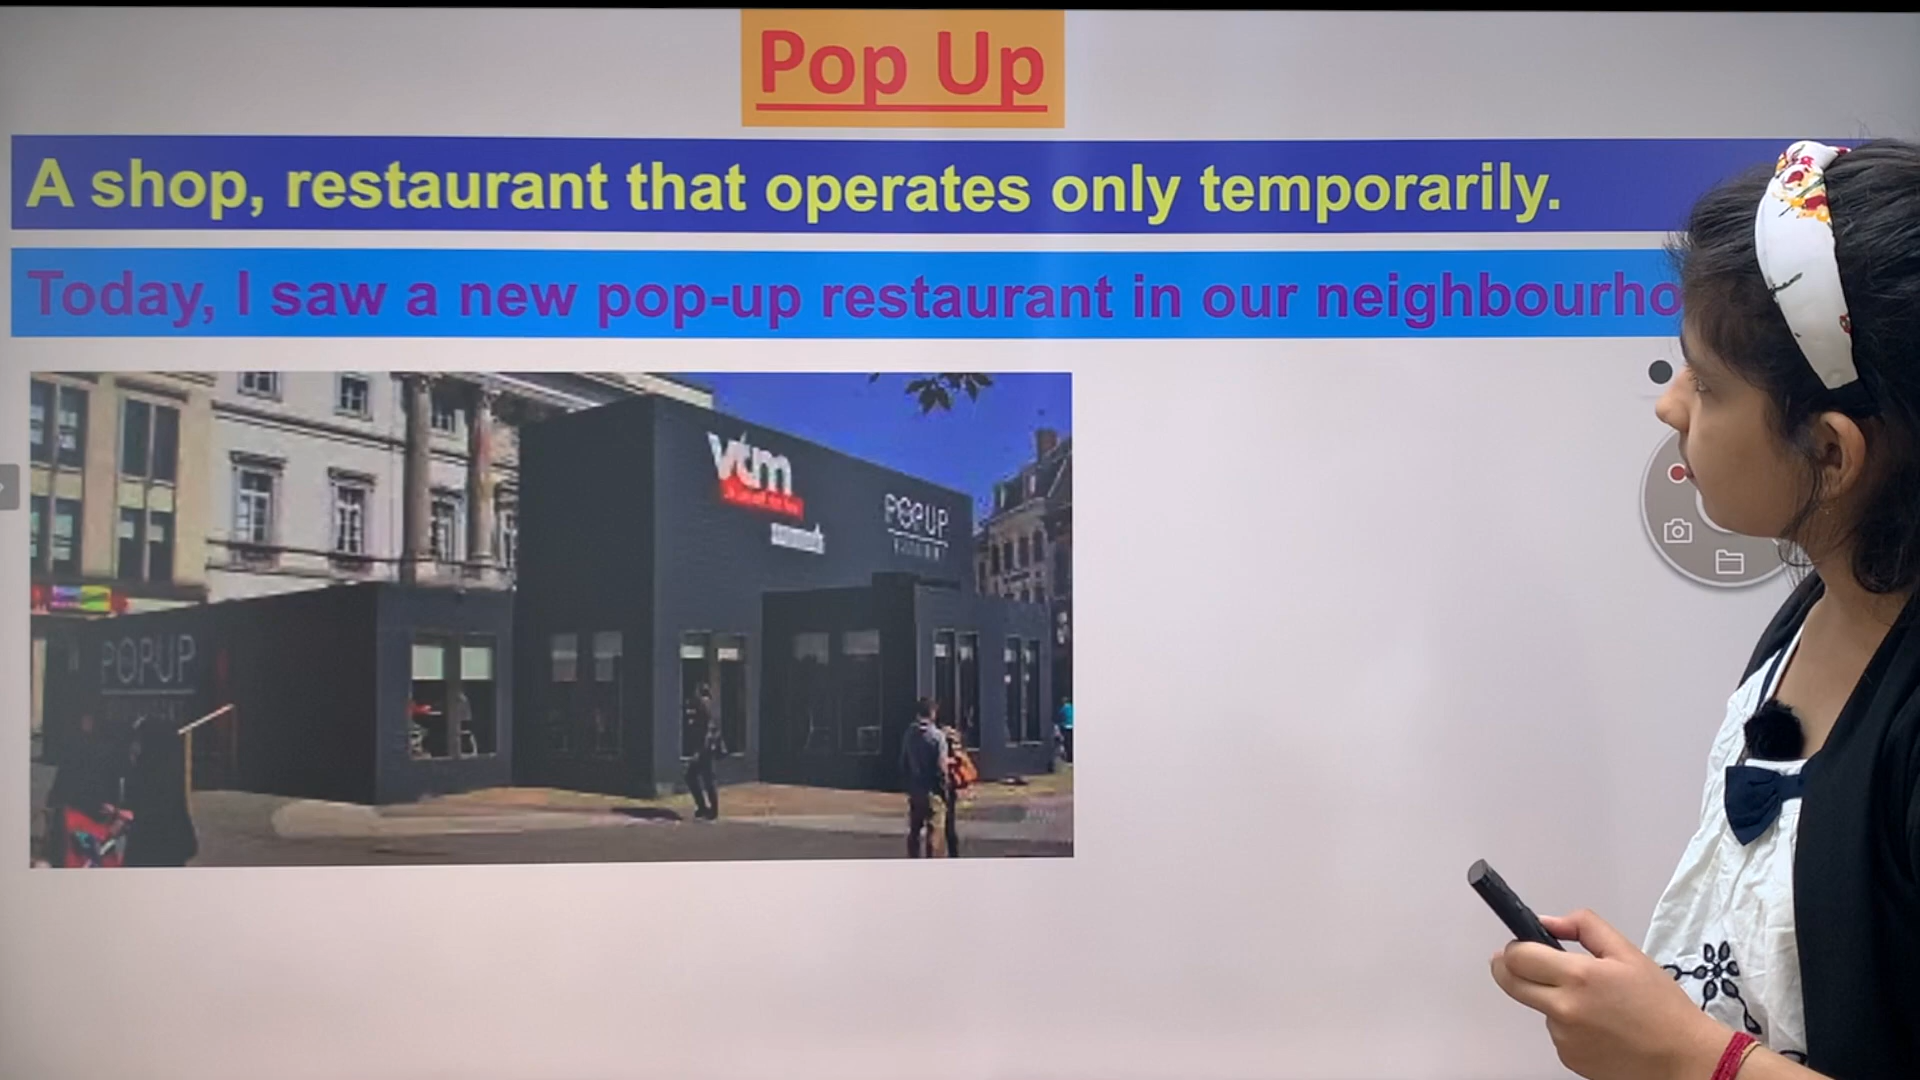 Pop Up
A shop, restaurant that operates only temporarily.
Today, I saw a new pop-up restaurant in our neighbourho
vtm
POPUP
POPUP